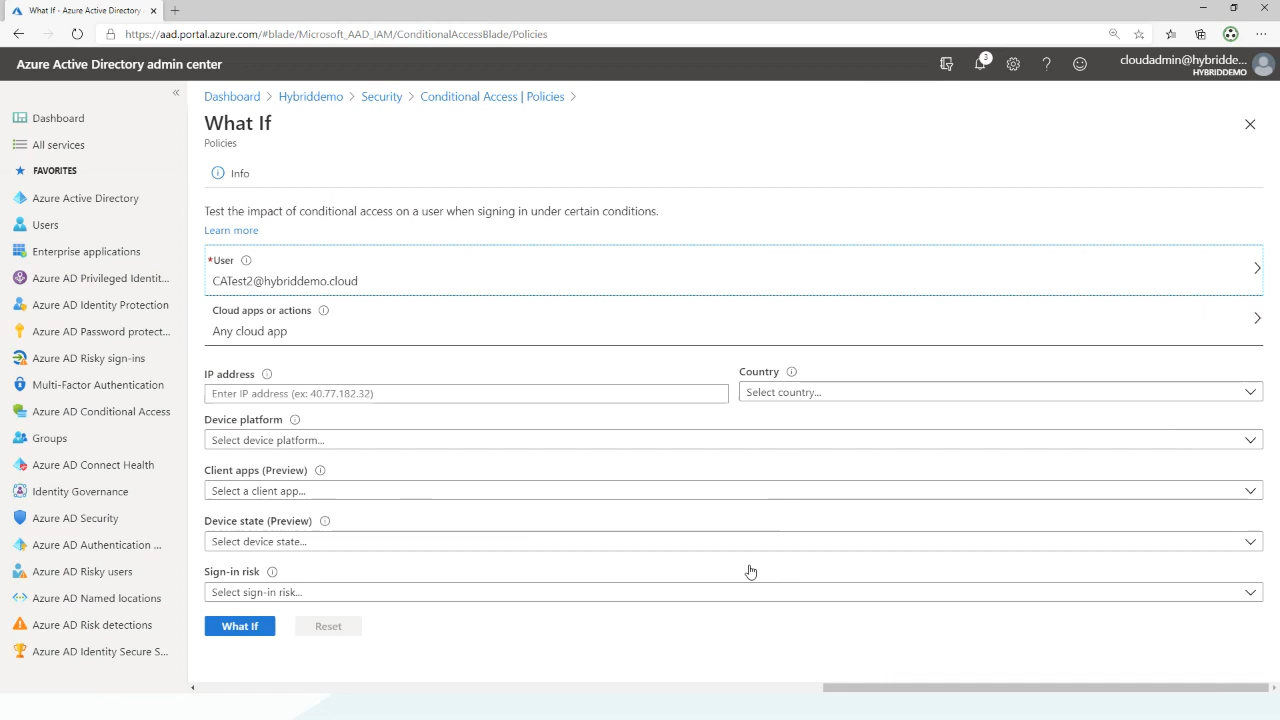 What If - Azure Active Directory
https://aad.portal.azure.com/#blade/Microsoft_AAD_IAM/ConditionalAccessBlade/Policies
Azure Active Directory admin center
3
cloudadmin@hybridde...
HYBRIDDEMO
Dashboard
All services
FAVORITES
Azure Active Directory
Users
Enterprise applications
Azure AD Privileged Identit...
Azure AD Identity Protection
Azure AD Password protect...
Azure AD Risky sign-ins
Multi-Factor Authentication
Azure AD Conditional Access
Groups
Azure AD Connect Health
Identity Governance
Azure AD Security
Azure AD Authentication ...
Azure AD Risky users
Azure AD Named locations
Azure AD Risk detections
Azure AD Identity Secure S...
Dashboard > Hybriddemo > Security > Conditional Access | Policies >
What If
Policies
Info
Test the impact of conditional access on a user when signing in under certain conditions.
Learn more
*User
CATest2@hybriddemo.cloud
Cloud apps or actions
Any cloud app
IP address
Enter IP address (ex: 40.77.182.32)
Country
Select country...
Device platform
Select device platform...
Client apps (Preview)
Select a client app...
Device state (Preview)
Select device state...
Sign-in risk
Select sign-in risk...
What If
Reset